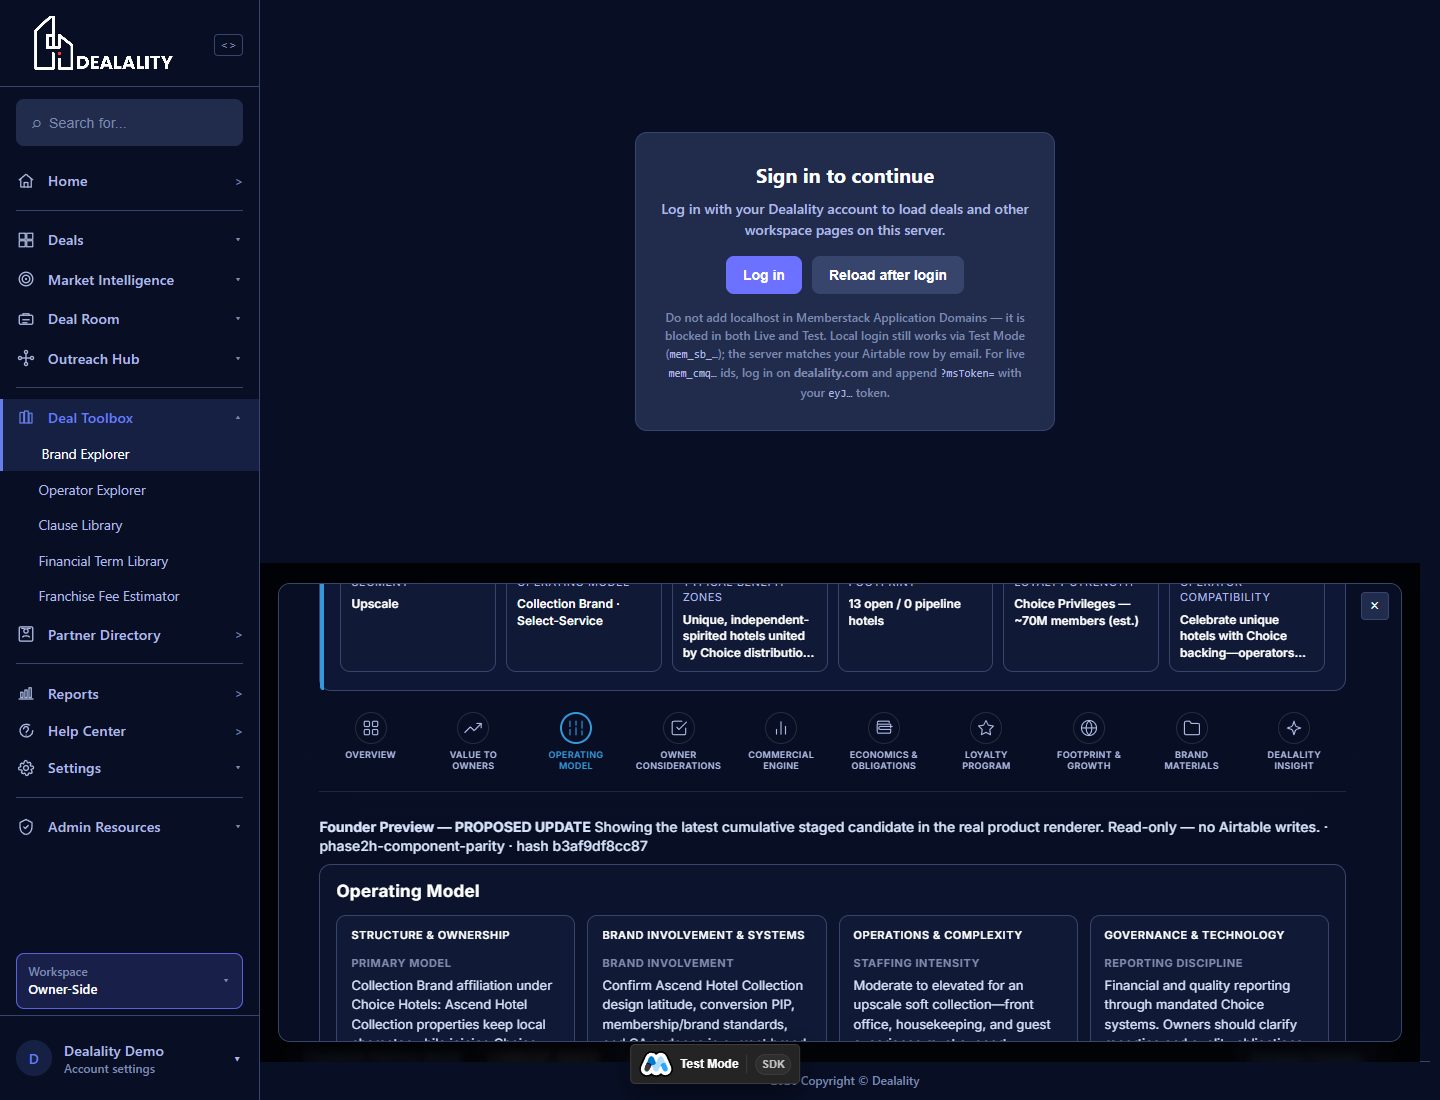 DEALALITY
<>
Search for...
Home
Deals
Market Intelligence
Deal Room
Outreach Hub
Deal Toolbox
Brand Explorer
Operator Explorer
Clause Library
Financial Term Library
Franchise Fee Estimator
Partner Directory
Reports
Help Center
Settings
Admin Resources
Workspace
Owner-Side
D
Dealality Demo
Account settings
Sign in to continue
Log in with your Dealality account to load deals and other
workspace pages on this server.
Log in
Reload after login
Do not add localhost in Memberstack Application Domains — it is
blocked in both Live and Test. Local login still works via Test Mode
(mem_sb_…); the server matches your Airtable row by email. For live
mem_cmq… ids, log in on dealality.com and append ?msToken= with
your eyJ… token.
×
SEGMENT
Upscale
OPERATING MODEL
Collection Brand ·
Select-Service
TYPICAL BENEFIT
ZONES
Unique, independent-
spirited hotels united
by Choice distributio...
FOOTPRINT
13 open / 0 pipeline
hotels
LOYALTY STRENGTH
Choice Privileges —
~70M members (est.)
OPERATOR
COMPATIBILITY
Celebrate unique
hotels with Choice
backing—operators...
OVERVIEW
VALUE TO
OWNERS
OPERATING
MODEL
OWNER
CONSIDERATIONS
COMMERCIAL
ENGINE
ECONOMICS &
OBLIGATIONS
LOYALTY
PROGRAM
FOOTPRINT &
GROWTH
BRAND
MATERIALS
DEALALITY
INSIGHT
Founder Preview — PROPOSED UPDATE Showing the latest cumulative staged candidate in the real product renderer. Read-only — no Airtable writes. ·
phase2h-component-parity · hash b3af9df8cc87
Operating Model
STRUCTURE & OWNERSHIP
PRIMARY MODEL
Collection Brand affiliation under
Choice Hotels: Ascend Hotel
Collection properties keep local
BRAND INVOLVEMENT & SYSTEMS
BRAND INVOLVEMENT
Confirm Ascend Hotel Collection
design latitude, conversion PIP,
membership/brand standards,
OPERATIONS & COMPLEXITY
STAFFING INTENSITY
Moderate to elevated for an
upscale soft collection—front
office, housekeeping, and guest
GOVERNANCE & TECHNOLOGY
REPORTING DISCIPLINE
Financial and quality reporting
through mandated Choice
systems. Owners should clarify
Test Mode
SDK
Copyright © Dealality